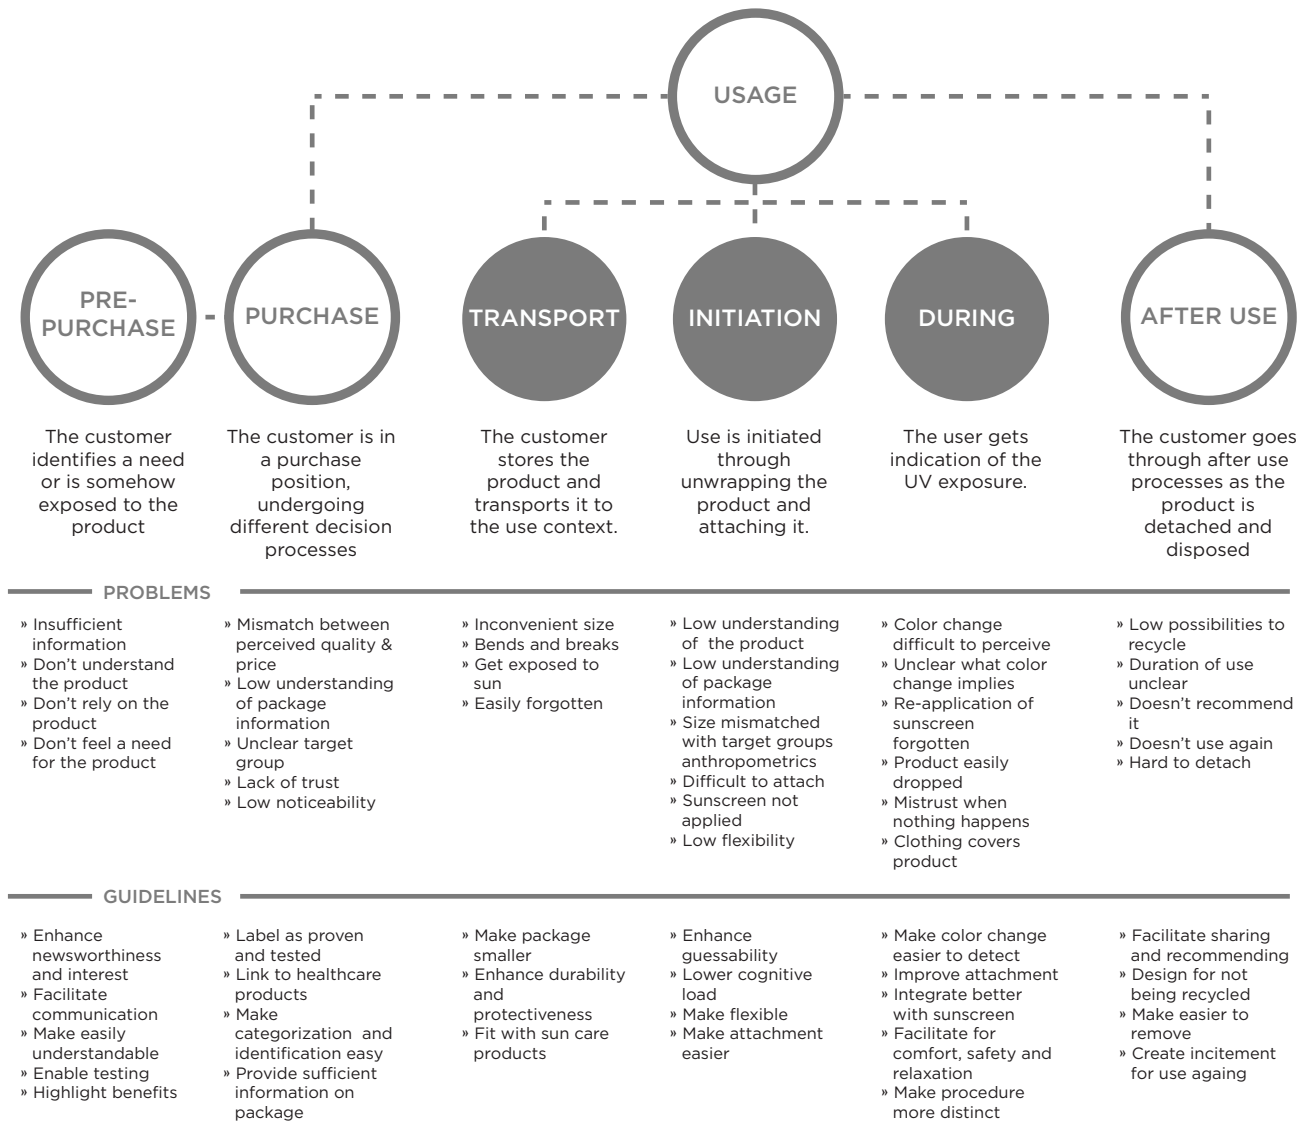 USAGE
PRE-
PURCHASE
PURCHASE
TRANSPORT
INITIATION
DURING
AFTER USE
The customer
identifies a need
or is somehow
exposed to the
product
The customer is in
a purchase
position,
undergoing
different decision
processes
The customer
stores the
product and
transports it to
the use context.
Use is initiated
through
unwrapping the
product and
attaching it.
The user gets
indication of the
UV exposure.
The customer goes
through after use
processes as the
product is
detached and
disposed
PROBLEMS
» Insufficient
information
» Don't understand
the product
» Don't rely on the
product
» Don't feel a need
for the product
» Mismatch between
perceived quality &
price
» Low understanding
of package
information
» Unclear target
group
» Lack of trust
» Low noticeability
» Inconvenient size
» Bends and breaks
» Get exposed to
sun
» Easily forgotten
» Low understanding
of the product
» Low understanding
of package
information
» Size mismatched
with target groups
anthropometrics
» Difficult to attach
» Sunscreen not
applied
» Low flexibility
» Color change
difficult to perceive
» Unclear what color
change implies
» Re-application of
sunscreen
forgotten
» Product easily
dropped
» Mistrust when
nothing happens
» Clothing covers
product
» Low possibilities to
recycle
» Duration of use
unclear
» Doesn't recommend
it
» Doesn't use again
» Hard to detach
GUIDELINES
» Enhance
newsworthiness
and interest
» Facilitate
communication
» Make easily
understandable
» Enable testing
» Highlight benefits
» Label as proven
and tested
» Link to healthcare
products
» Make
categorization and
identification easy
» Provide sufficient
information on
package
» Make package
smaller
» Enhance durability
and
protectiveness
» Fit with sun care
products
» Enhance
guessability
» Lower cognitive
load
» Make flexible
» Make attachment
easier
» Make color change
easier to detect
» Improve attachment
» Integrate better
with sunscreen
» Facilitate for
comfort, safety and
relaxation
» Make procedure
more distinct
» Facilitate sharing
and recommending
» Design for not
being recycled
» Make easier to
remove
» Create incitement
for use againg